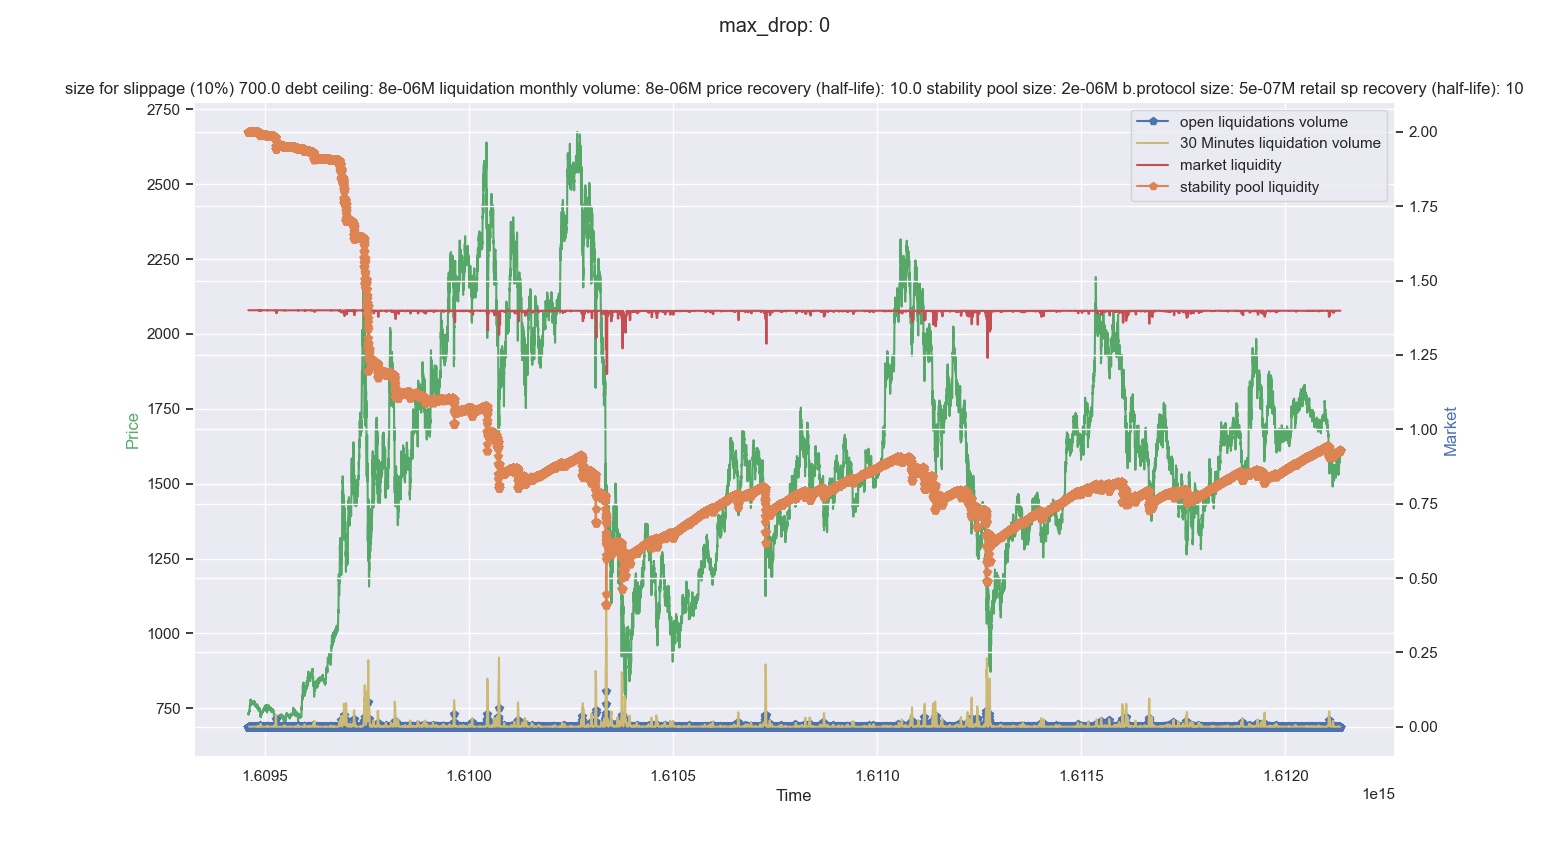 max_drop: 0
size for slippage (10%) 700.0 debt ceiling: 8e-06M liquidation monthly volume: 8e-06M price recovery (half-life): 10.0 stability pool size: 2e-06M b.protocol size: 5e-07M retail sp recovery (half-life): 10
open liquidations volume
30 Minutes liquidation volume
market liquidity
stability pool liquidity
2750
2500
2250
2000
1750
1500
1250
1000
750
Price
2.00
1.75
1.50
1.25
1.00
0.75
0.50
0.25
0.00
Market
1.6095 1.6100 1.6105 1.6110 1.6115 1.6120
Time
1e15